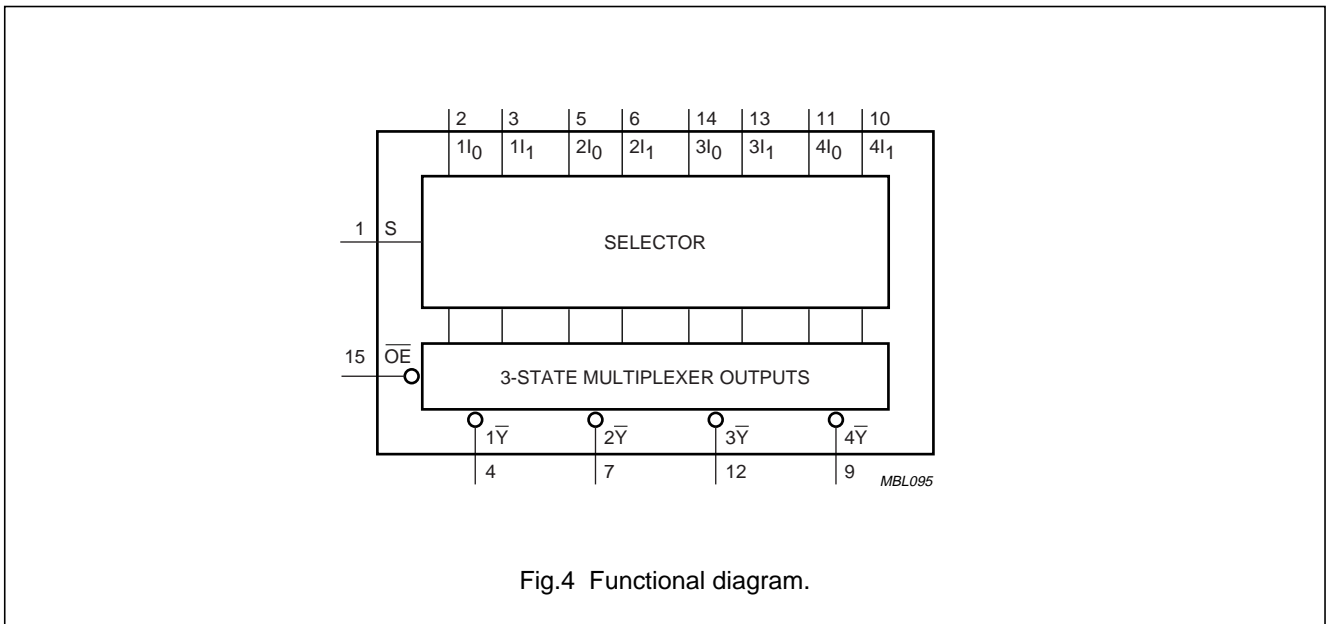 2 3 5 6 14 13 11 10
1I0 1I1 2I0 2I1 3I0 3I1 4I0 4I1
1 S
SELECTOR
15 O̅E̅
3-STATE MULTIPLEXER OUTPUTS
1Y̅ 2Y̅ 3Y̅ 4Y̅
4 7 12 9
MBL095
Fig.4 Functional diagram.